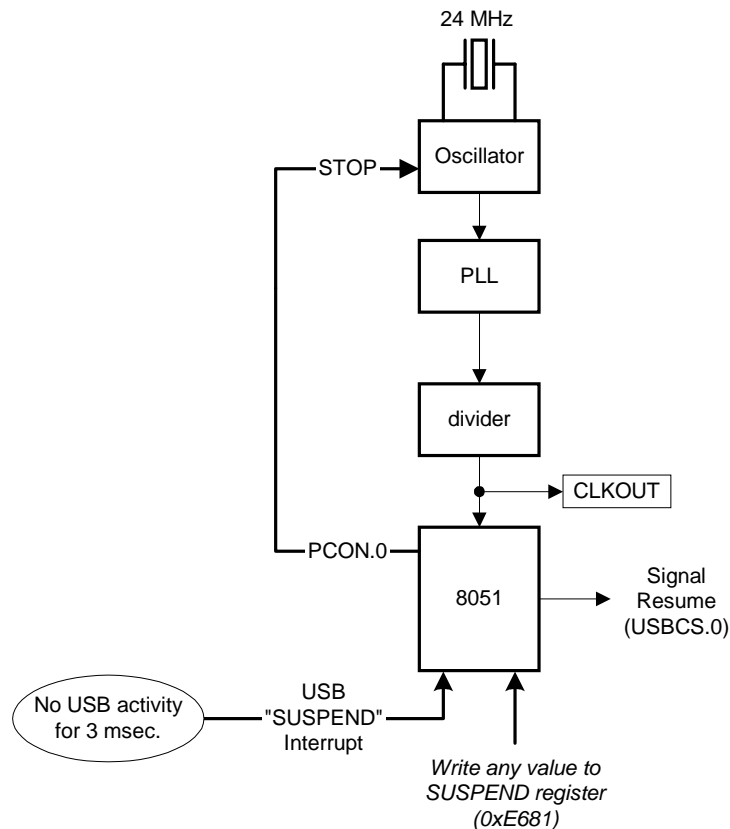 24 MHz
Oscillator
STOP
PLL
divider
CLKOUT
PCON.0
8051
Signal
Resume
(USBCS.0)
No USB activity
for 3 msec.
USB
"SUSPEND"
Interrupt
Write any value to
SUSPEND register
(0xE681)